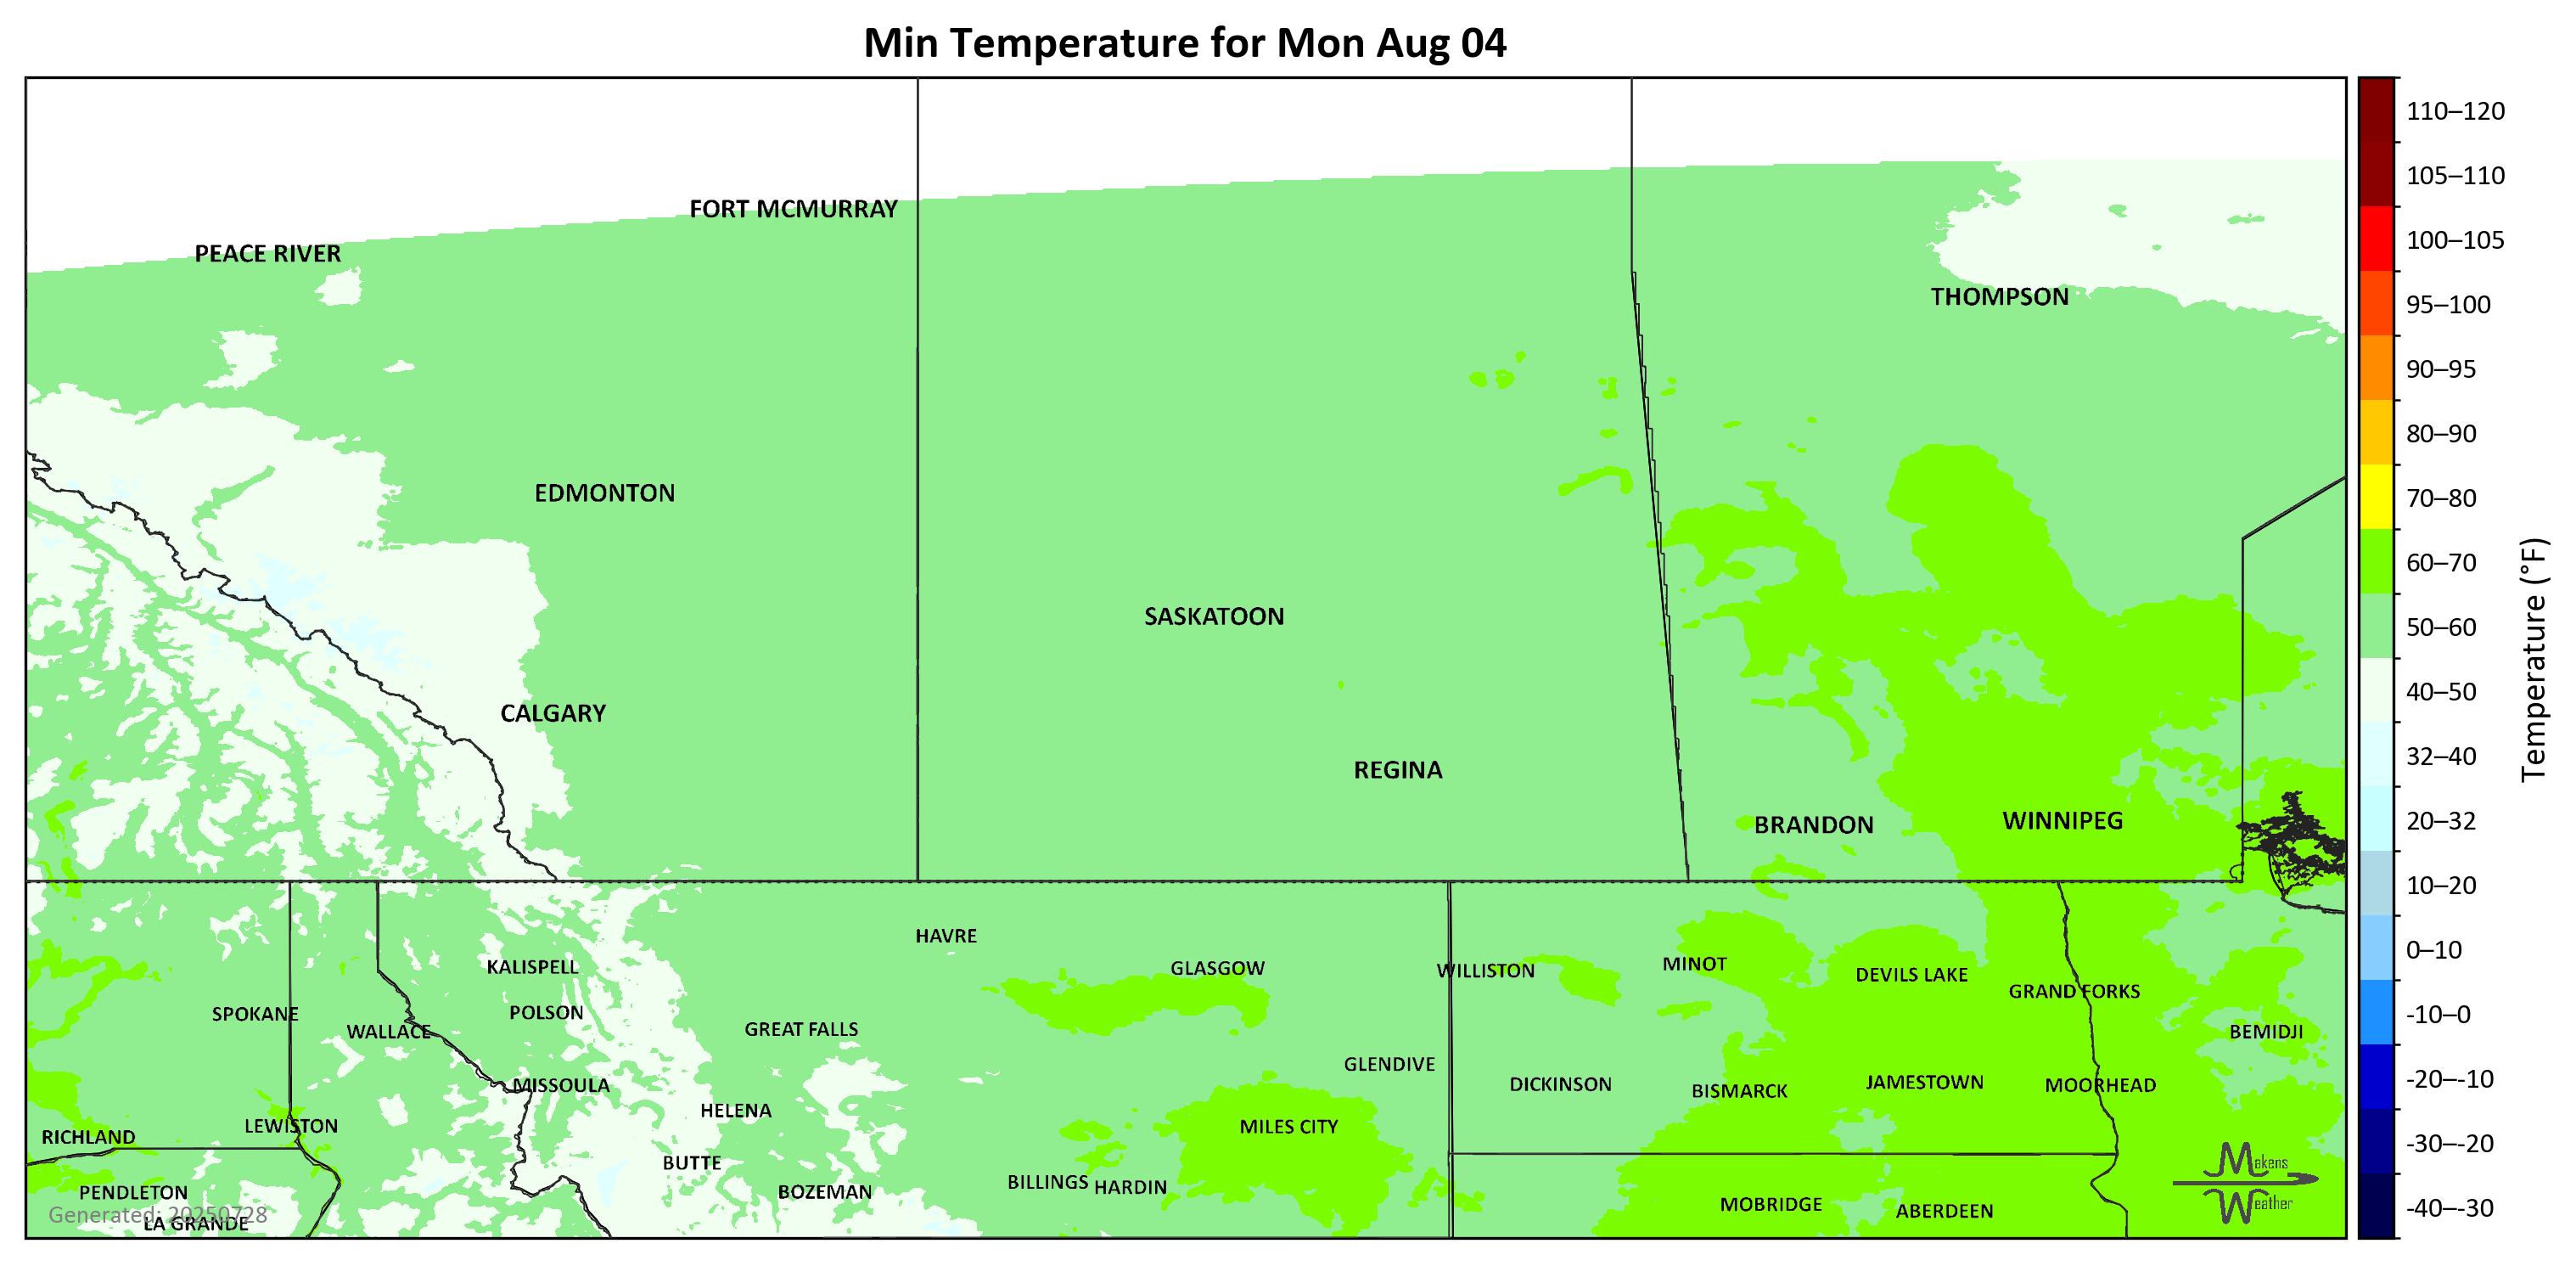 Min Temperature for Mon Aug 04
110–120
105–110
100–105
95–100
90–95
80–90
70–80
60–70
50–60
40–50
32–40
20–32
10–20
0–10
-10–0
-20–-10
-30–-20
-40–-30
Temperature (°F)
FORT MCMURRAY
PEACE RIVER
THOMPSON
EDMONTON
SASKATOON
CALGARY
REGINA
BRANDON
WINNIPEG
HAVRE
KALISPELL
GLASGOW
WILLISTON
MINOT
DEVILS LAKE
GRAND FORKS
SPOKANE
POLSON
WALLACE
GREAT FALLS
BEMIDJI
GLENDIVE
MISSOULA
DICKINSON
BISMARCK
JAMESTOWN
MOORHEAD
HELENA
LEWISTON
MILES CITY
RICHLAND
BUTTE
BILLINGS
HARDIN
PENDLETON
BOZEMAN
MOBRIDGE
ABERDEEN
LA GRANDE
Generated: 20250728
Makens
Weather